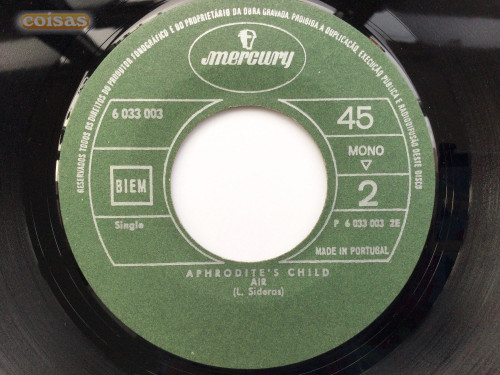 coisas
RESERVADOS TODOS OS DIREITOS DO PRODUTOR FONOGRÁFICO E DO PROPRIETÁRIO DA OBRA GRAVADA. PROIBIDA A DUPLICAÇÃO, EXECUÇÃO PÚBLICA E RADIODIFUSÃO DESTE DISCO
mercury
6 033 003
45
BIEM
MONO
2
Single
P 6 033 003 2E
MADE IN PORTUGAL
APHRODITE'S CHILD
AIR
(L. Sideras)